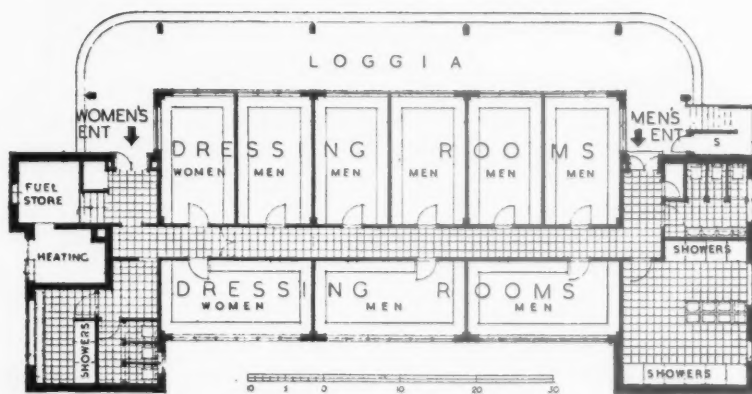 LOGGIA
WOMEN'S
ENT
MEN'S
ENT
S
DRESSING ROOMS
WOMEN MEN MEN MEN MEN MEN
FUEL
STORE
HEATING
SHOWERS
DRESSING ROOMS
WOMEN MEN MEN
SHOWERS
SHOWERS
10 5 0 10 20 30